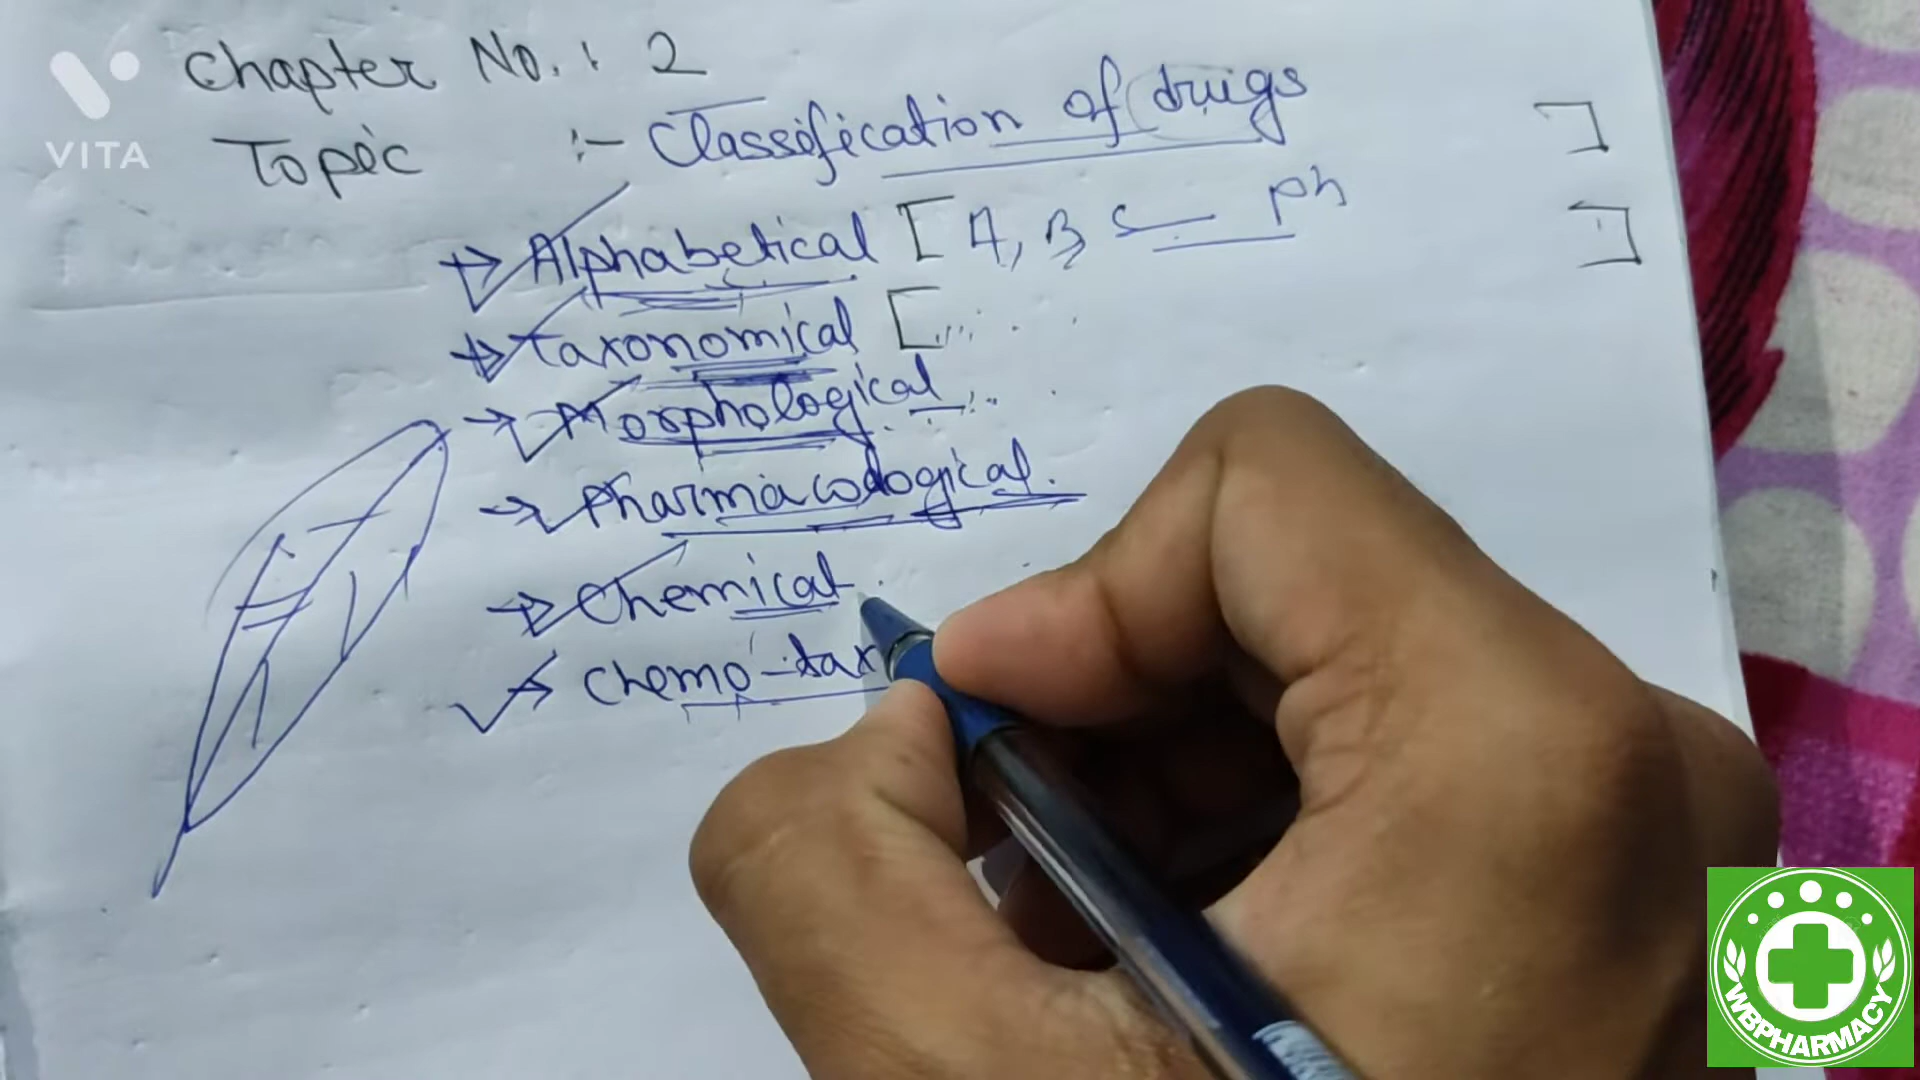 VITA
Chapter No. : 2
Topic :- Classification of drugs
→ Alphabetical [ A, B C — Ph ]
→ Taxonomical [ ..... ]
→ Morphological ....
→ Pharmacological.
→ Chemical
→ Chemo-tax
WBPHARMACY